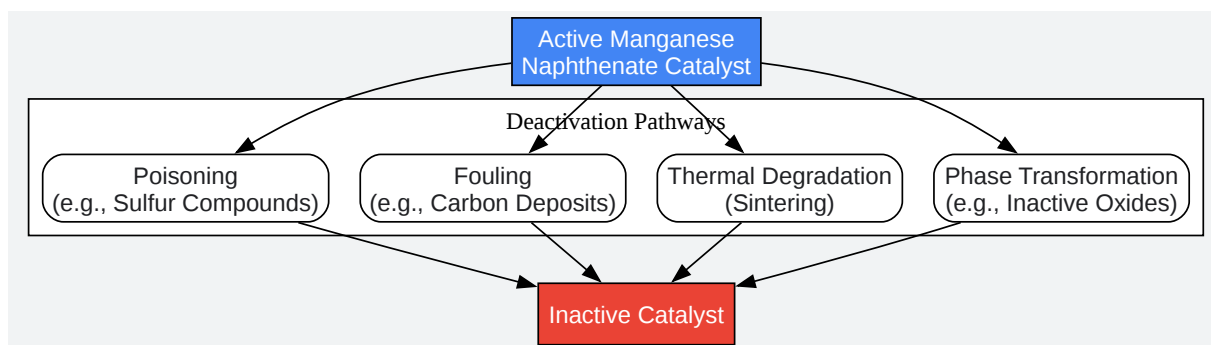 Active Manganese
Naphthenate Catalyst
Deactivation Pathways
Poisoning
(e.g., Sulfur Compounds)
Fouling
(e.g., Carbon Deposits)
Thermal Degradation
(Sintering)
Phase Transformation
(e.g., Inactive Oxides)
Inactive Catalyst